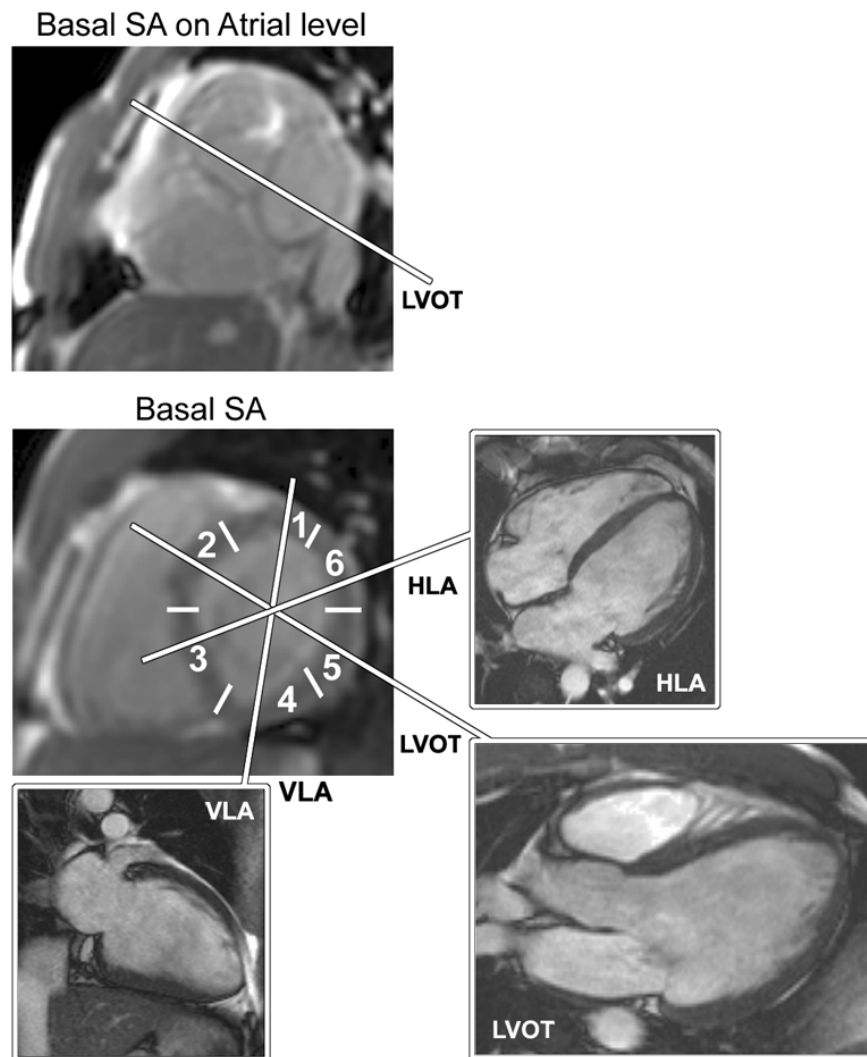 Basal SA on Atrial level
LVOT
Basal SA
1
2
6
HLA
3
5
4
HLA
LVOT
VLA
VLA
LVOT